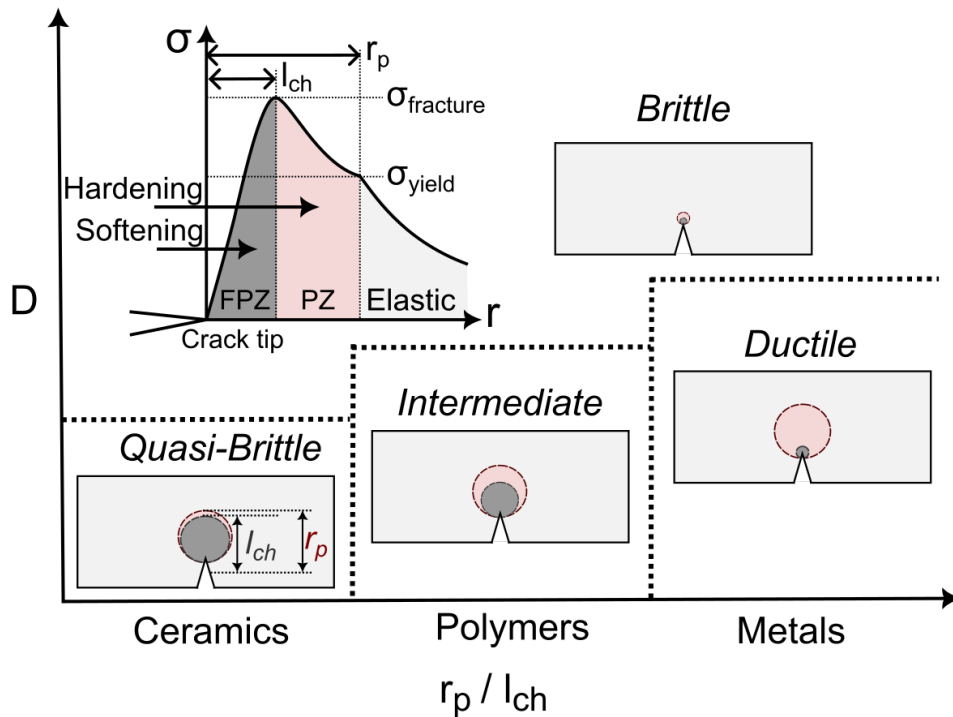 σ
r_p
l_ch
σ_fracture
σ_yield
Hardening
Softening
FPZ
PZ
Elastic
r
Crack tip
Brittle
D
Ductile
Intermediate
Quasi-Brittle
l_ch
r_p
Ceramics
Polymers
Metals
r_p / l_ch